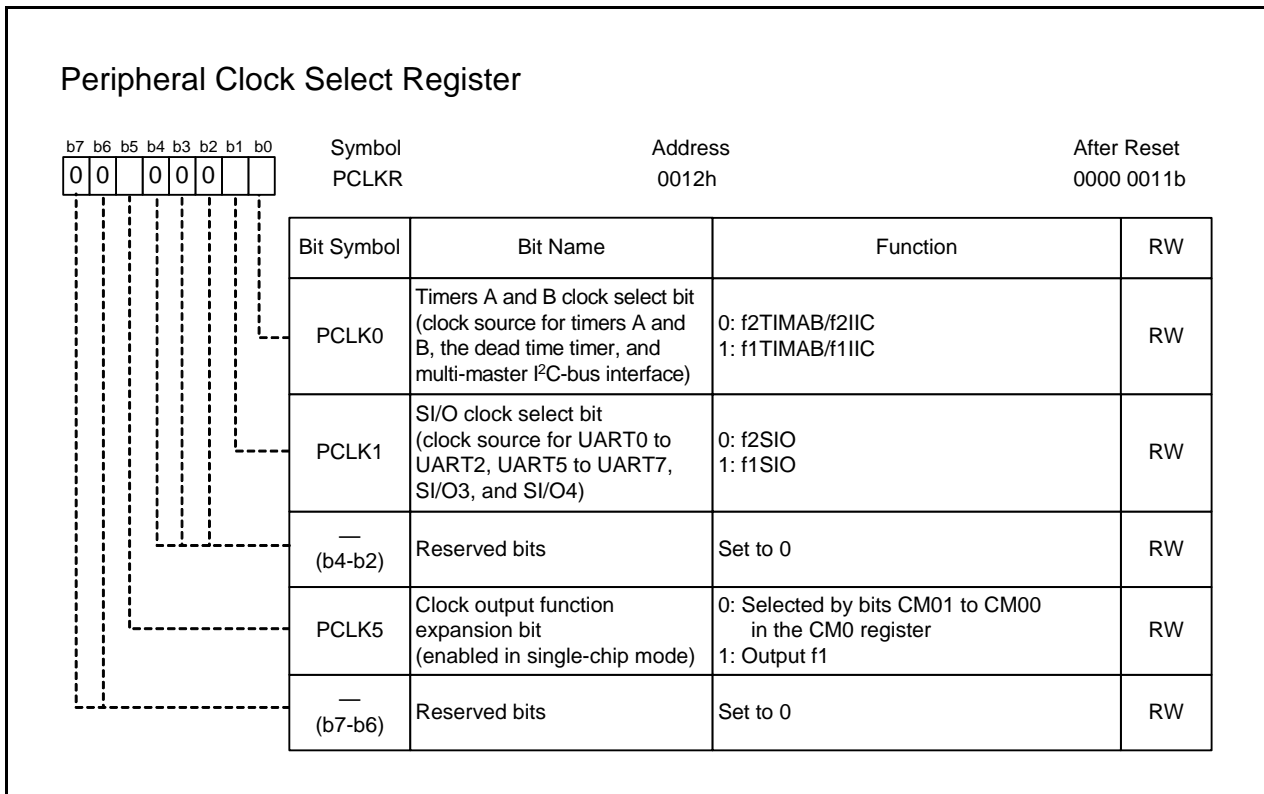 Peripheral Clock Select Register
b7 b6 b5 b4 b3 b2 b1 b0
Symbol Address After Reset
0 0 0 0 0
PCLKR 0012h 0000 0011b
Bit Symbol Bit Name Function RW
PCLK0
Timers A and B clock select bit
(clock source for timers A and
B, the dead time timer, and
multi-master I²C-bus interface)
0: f2TIMAB/f2IIC
1: f1TIMAB/f1IIC
RW
PCLK1
SI/O clock select bit
(clock source for UART0 to
UART2, UART5 to UART7,
SI/O3, and SI/O4)
0: f2SIO
1: f1SIO
RW
—
(b4-b2)
Reserved bits
Set to 0
RW
PCLK5
Clock output function
expansion bit
(enabled in single-chip mode)
0: Selected by bits CM01 to CM00
in the CM0 register
1: Output f1
RW
—
(b7-b6)
Reserved bits
Set to 0
RW